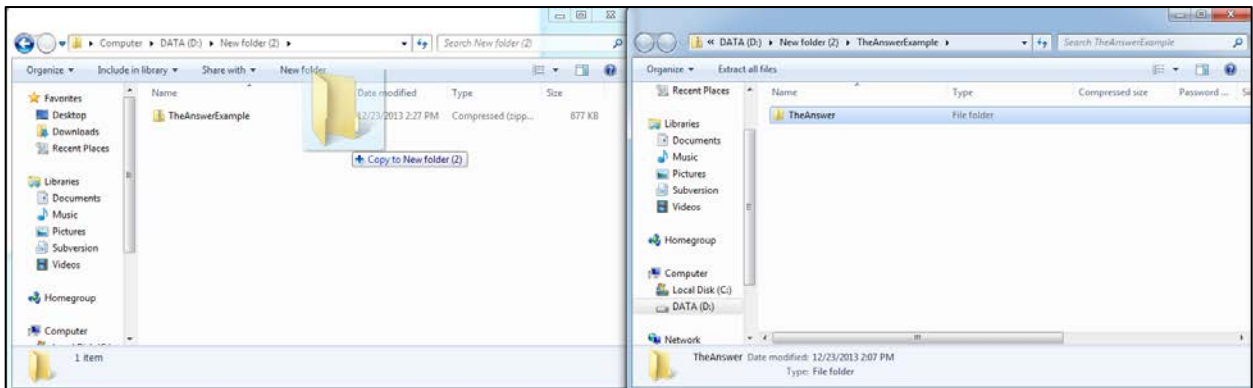 Computer ▸ DATA (D:) ▸ New folder (2) ▸
Search New folder (2)
Organize
Include in library
Share with
New folder
Favorites
Desktop
Downloads
Recent Places
Libraries
Documents
Music
Pictures
Subversion
Videos
Homegroup
Computer
Name
Date modified
Type
Size
TheAnswerExample
12/23/2013 2:27 PM
Compressed (zipp...
877 KB
Copy to New folder (2)
1 item
« DATA (D:) ▸ New folder (2) ▸ TheAnswerExample ▸
Search TheAnswerExample
Organize
Extract all files
Recent Places
Libraries
Documents
Music
Pictures
Subversion
Videos
Homegroup
Computer
Local Disk (C:)
DATA (D:)
Network
Name
Type
Compressed size
Password ...
TheAnswer
File folder
TheAnswer Date modified: 12/23/2013 2:07 PM
Type: File folder